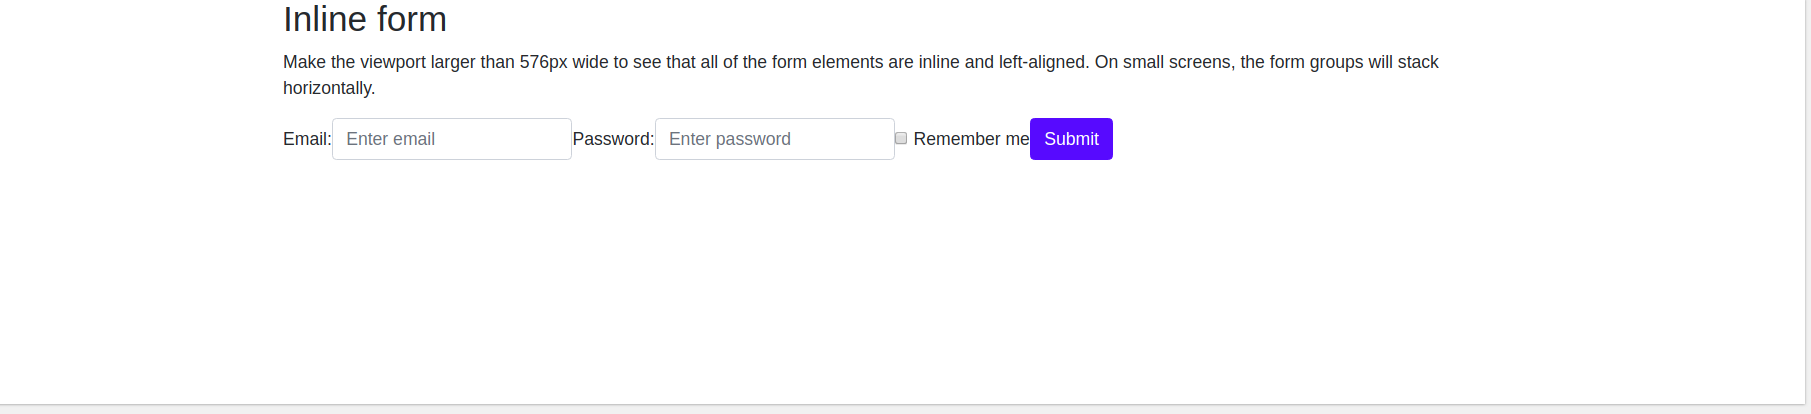 Inline form
Make the viewport larger than 576px wide to see that all of the form elements are inline and left-aligned. On small screens, the form groups will stack
horizontally.
Email: Enter email Password: Enter password Remember me Submit